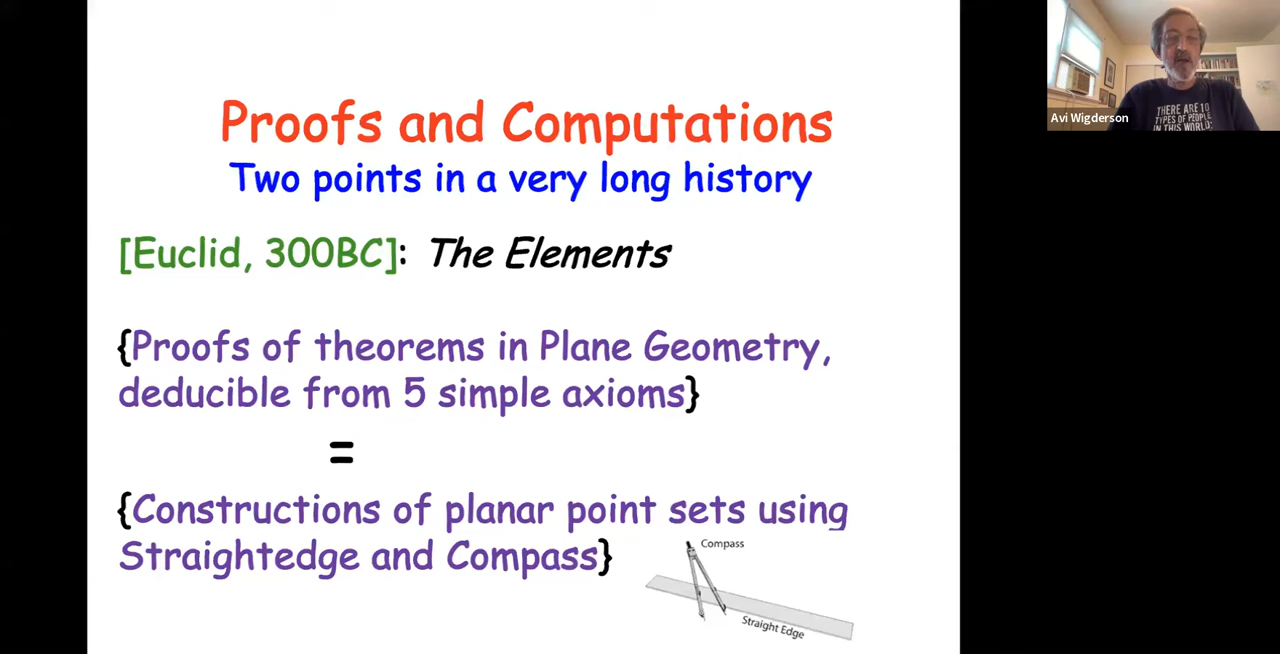 Proofs and Computations
Two points in a very long history
[Euclid, 300BC]: The Elements
{Proofs of theorems in Plane Geometry,
deducible from 5 simple axioms}
=
{Constructions of planar point sets using
Straightedge and Compass}
Compass
Straight Edge
THERE ARE 10
TYPES OF PEOPLE
IN THIS WORLD:
Avi Wigderson